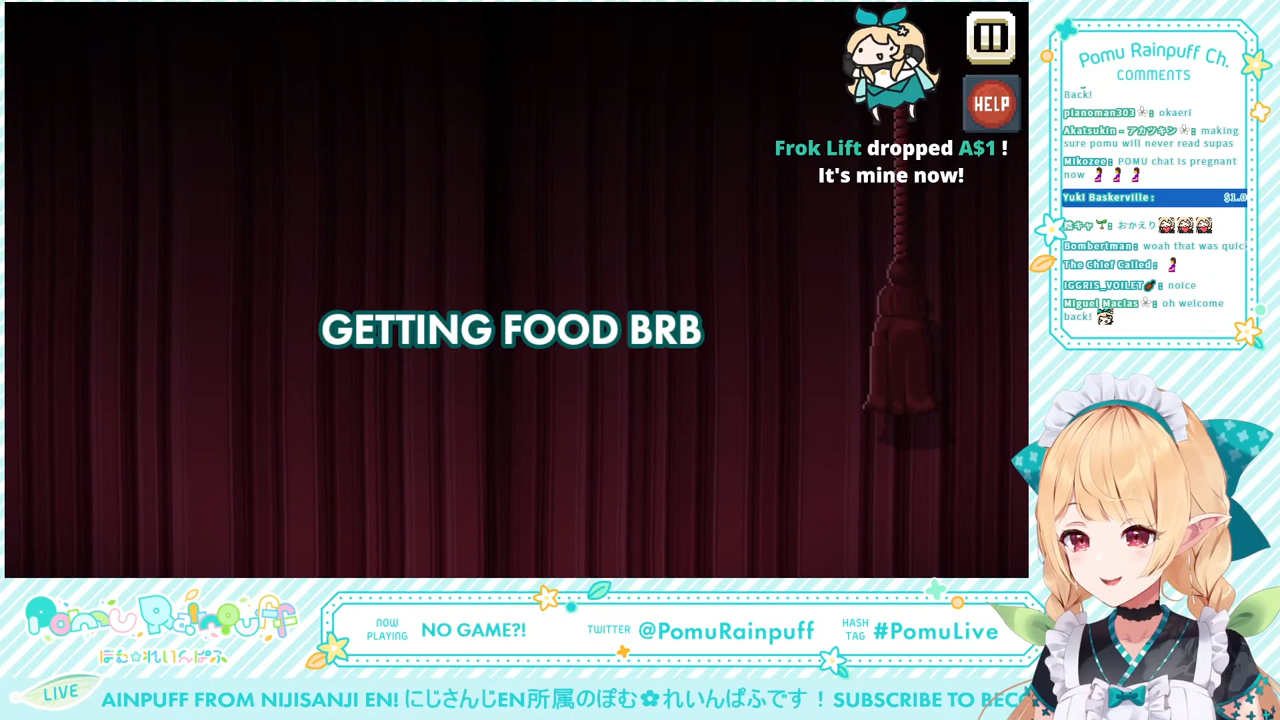 HELP
Frok Lift dropped A$1 !
It's mine now!
GETTING FOOD BRB
Pomu Rainpuff Ch.
COMMENTS
Back!
pianoman303 : okaeri
Akatsukin - アカツキン : making
sure pomu will never read supas
Mikozee: POMU chat is pregnant
now
Yuki Baskerville : $1.0
おかえり
Bombertman: woah that was quic
The Chief Called :
IGGRIS_VOILET : noice
Miguel Macias : oh welcome
back!
Pomu Rainpuff
ぽむ れいんぱふ
NOW
PLAYING
NO GAME?!
TWITTER @PomuRainpuff
HASH
TAG
#PomuLive
LIVE
AINPUFF FROM NIJISANJI EN! にじさんじEN所属のぽむ✿れいんぱふです！ SUBSCRIBE TO BEC